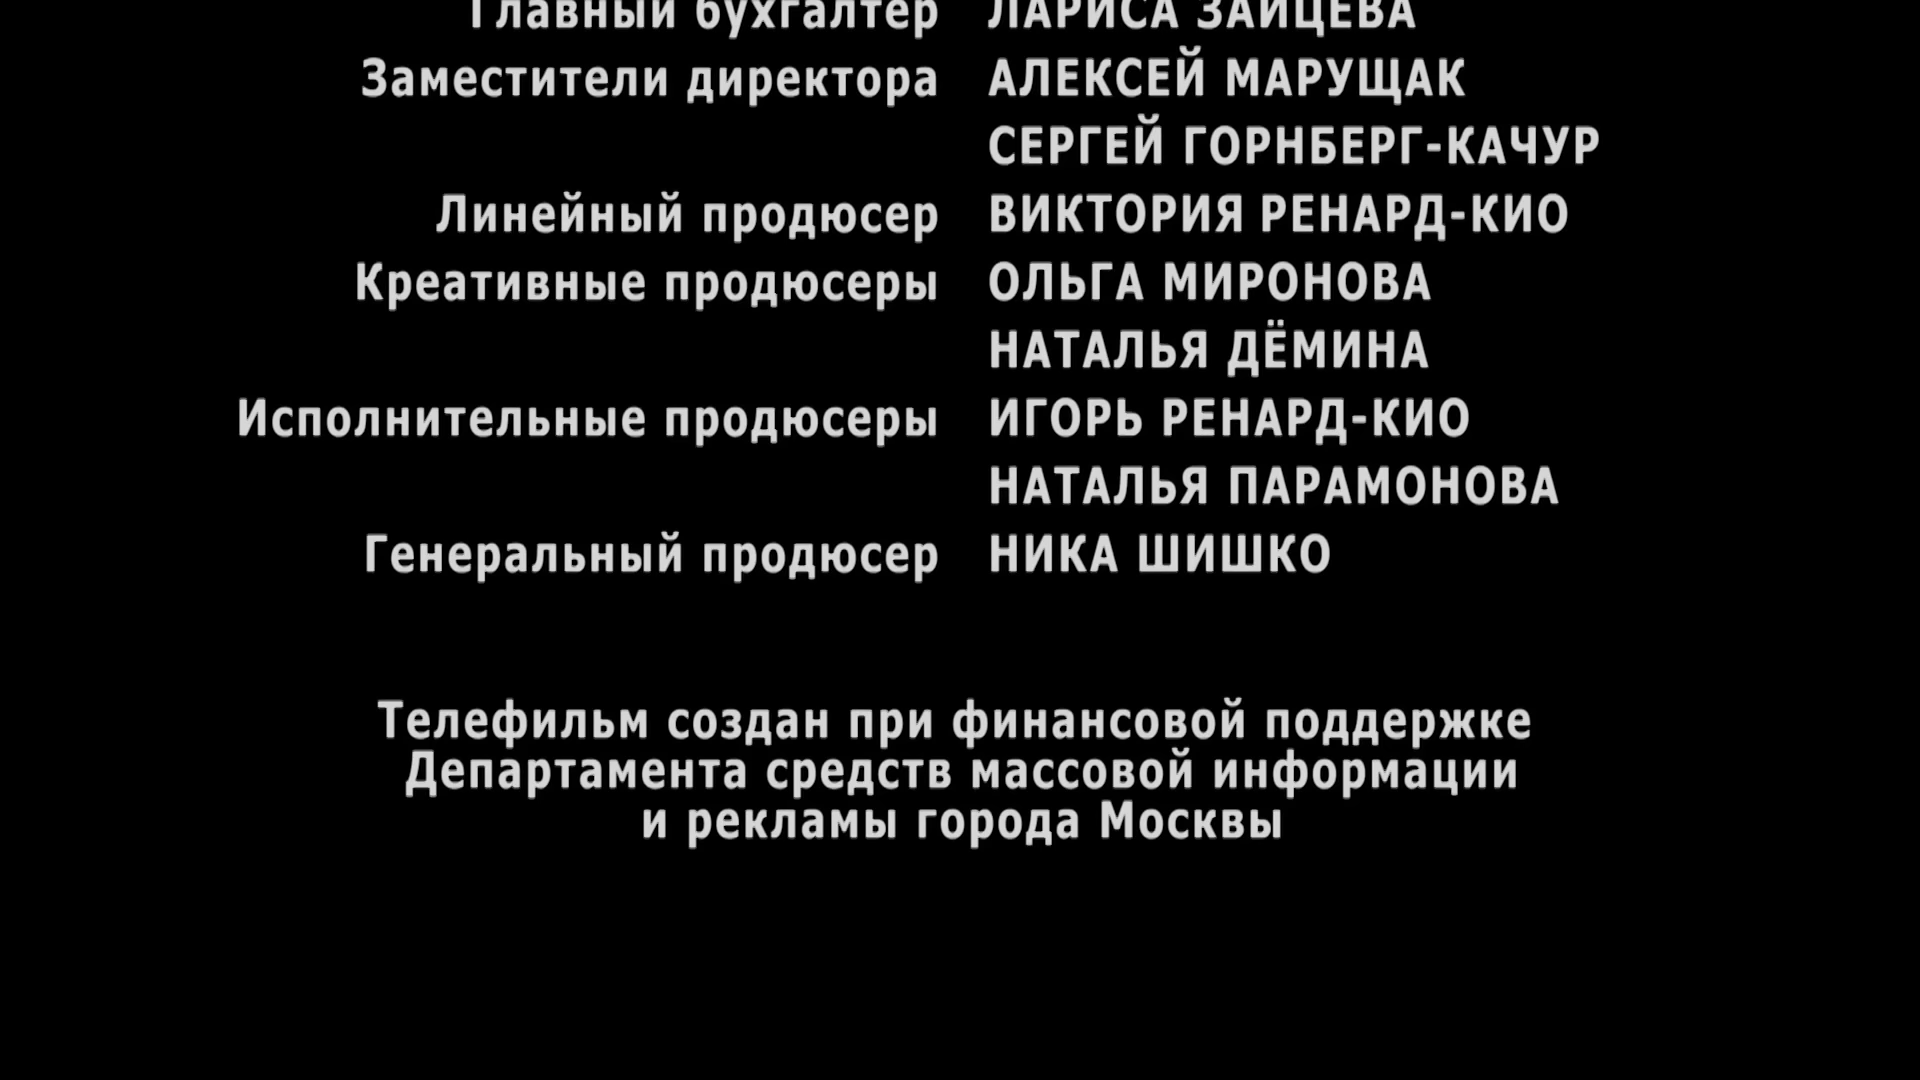 Главный бухгалтер ЛАРИСА ЗАЙЦЕВА
Заместители директора АЛЕКСЕЙ МАРУЩАК
СЕРГЕЙ ГОРНБЕРГ-КАЧУР
Линейный продюсер ВИКТОРИЯ РЕНАРД-КИО
Креативные продюсеры ОЛЬГА МИРОНОВА
НАТАЛЬЯ ДЁМИНА
Исполнительные продюсеры ИГОРЬ РЕНАРД-КИО
НАТАЛЬЯ ПАРАМОНОВА
Генеральный продюсер НИКА ШИШКО
Телефильм создан при финансовой поддержке
Департамента средств массовой информации
и рекламы города Москвы